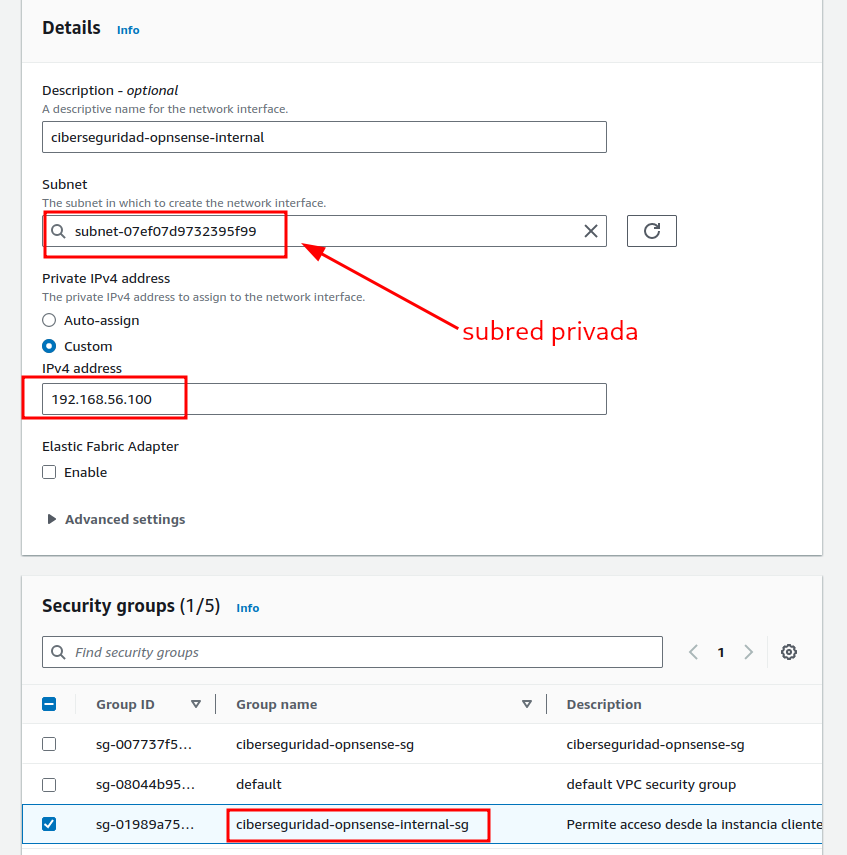 Details Info
Description - optional
A descriptive name for the network interface.
ciberseguridad-opnsense-internal
Subnet
The subnet in which to create the network interface.
subnet-07ef07d9732395f99
Private IPv4 address
The private IPv4 address to assign to the network interface.
Auto-assign
subred privada
Custom
IPv4 address
192.168.56.100
Elastic Fabric Adapter
Enable
Advanced settings
Security groups (1/5) Info
Find security groups 1
Group ID Group name Description
sg-007737f5... ciberseguridad-opnsense-sg ciberseguridad-opnsense-sg
sg-08044b95... default default VPC security group
sg-01989a75... ciberseguridad-opnsense-internal-sg Permite acceso desde la instancia cliente